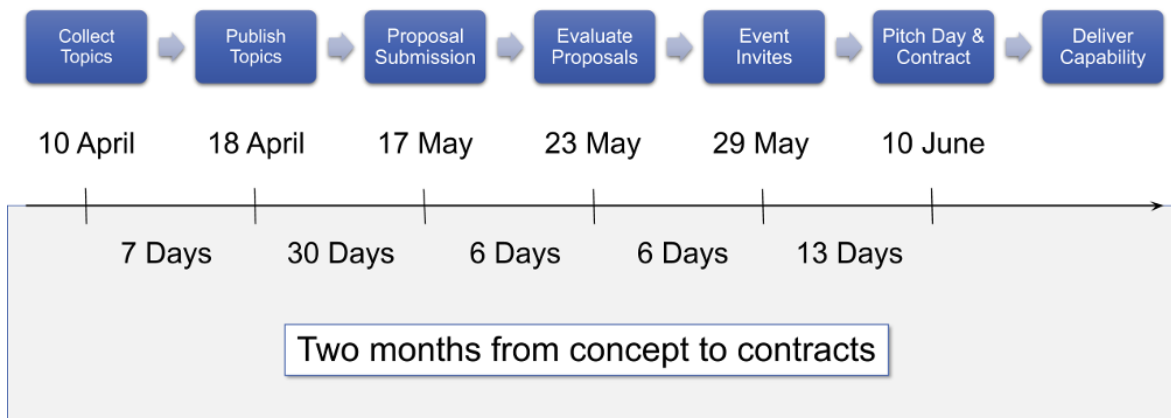 Collect
Topics
Publish
Topics
Proposal
Submission
Evaluate
Proposals
Event
Invites
Pitch Day &
Contract
Deliver
Capability
10 April
18 April
17 May
23 May
29 May
10 June
7 Days
30 Days
6 Days
6 Days
13 Days
Two months from concept to contracts